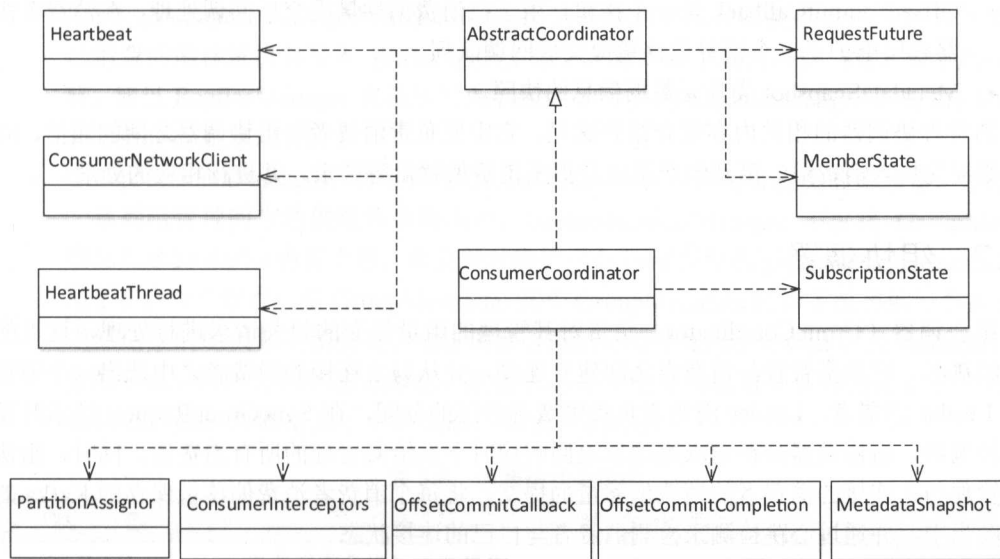 Heartbeat
AbstractCoordinator
RequestFuture
ConsumerNetworkClient
MemberState
HeartbeatThread
ConsumerCoordinator
SubscriptionState
PartitionAssignor
ConsumerInterceptors
OffsetCommitCallback
OffsetCommitCompletion
MetadataSnapshot